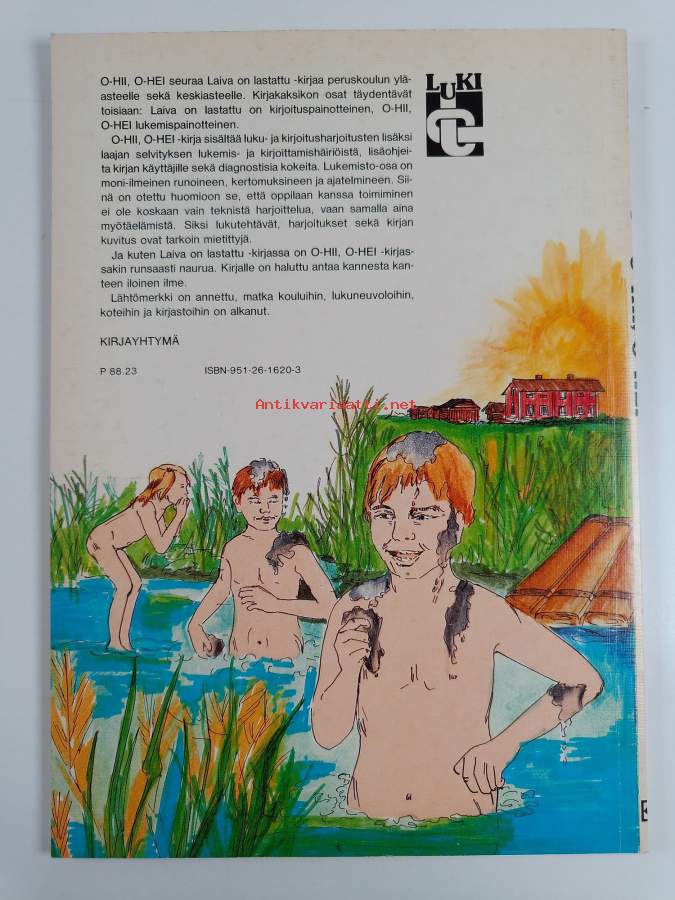 O-HII, O-HEI seuraa Laiva on lastattu -kirjaa peruskoulun ylä-
asteelle sekä keskiasteelle. Kirjakaksikon osat täydentävät
toisiaan: Laiva on lastattu on kirjoituspainotteinen, O-HII,
O-HEI lukemispainotteinen.
O-HII, O-HEI -kirja sisältää luku- ja kirjoitusharjoitusten lisäksi
laajan selvityksen lukemis- ja kirjoittamishäiriöistä, lisäohjei-
ta kirjan käyttäjille sekä diagnostisia kokeita. Lukemisto-osa on
moni-ilmeinen runoineen, kertomuksineen ja ajatelmineen. Sii-
nä on otettu huomioon se, että oppilaan kanssa toimiminen
ei ole koskaan vain teknistä harjoittelua, vaan samalla aina
myötäelämistä. Siksi lukutehtävät, harjoitukset sekä kirjan
kuvitus ovat tarkoin mietittyjä.
Ja kuten Laiva on lastattu -kirjassa on O-HII, O-HEI -kirjas-
sakin runsaasti naurua. Kirjalle on haluttu antaa kannesta kan-
teen iloinen ilme.
Lähtömerkki on annettu, matka kouluihin, lukuneuvoloihin,
koteihin ja kirjastoihin on alkanut.
KIRJAYHTYMÄ
P 88.23 ISBN-951-26-1620-3
LUKI
Antikvariaatti.net